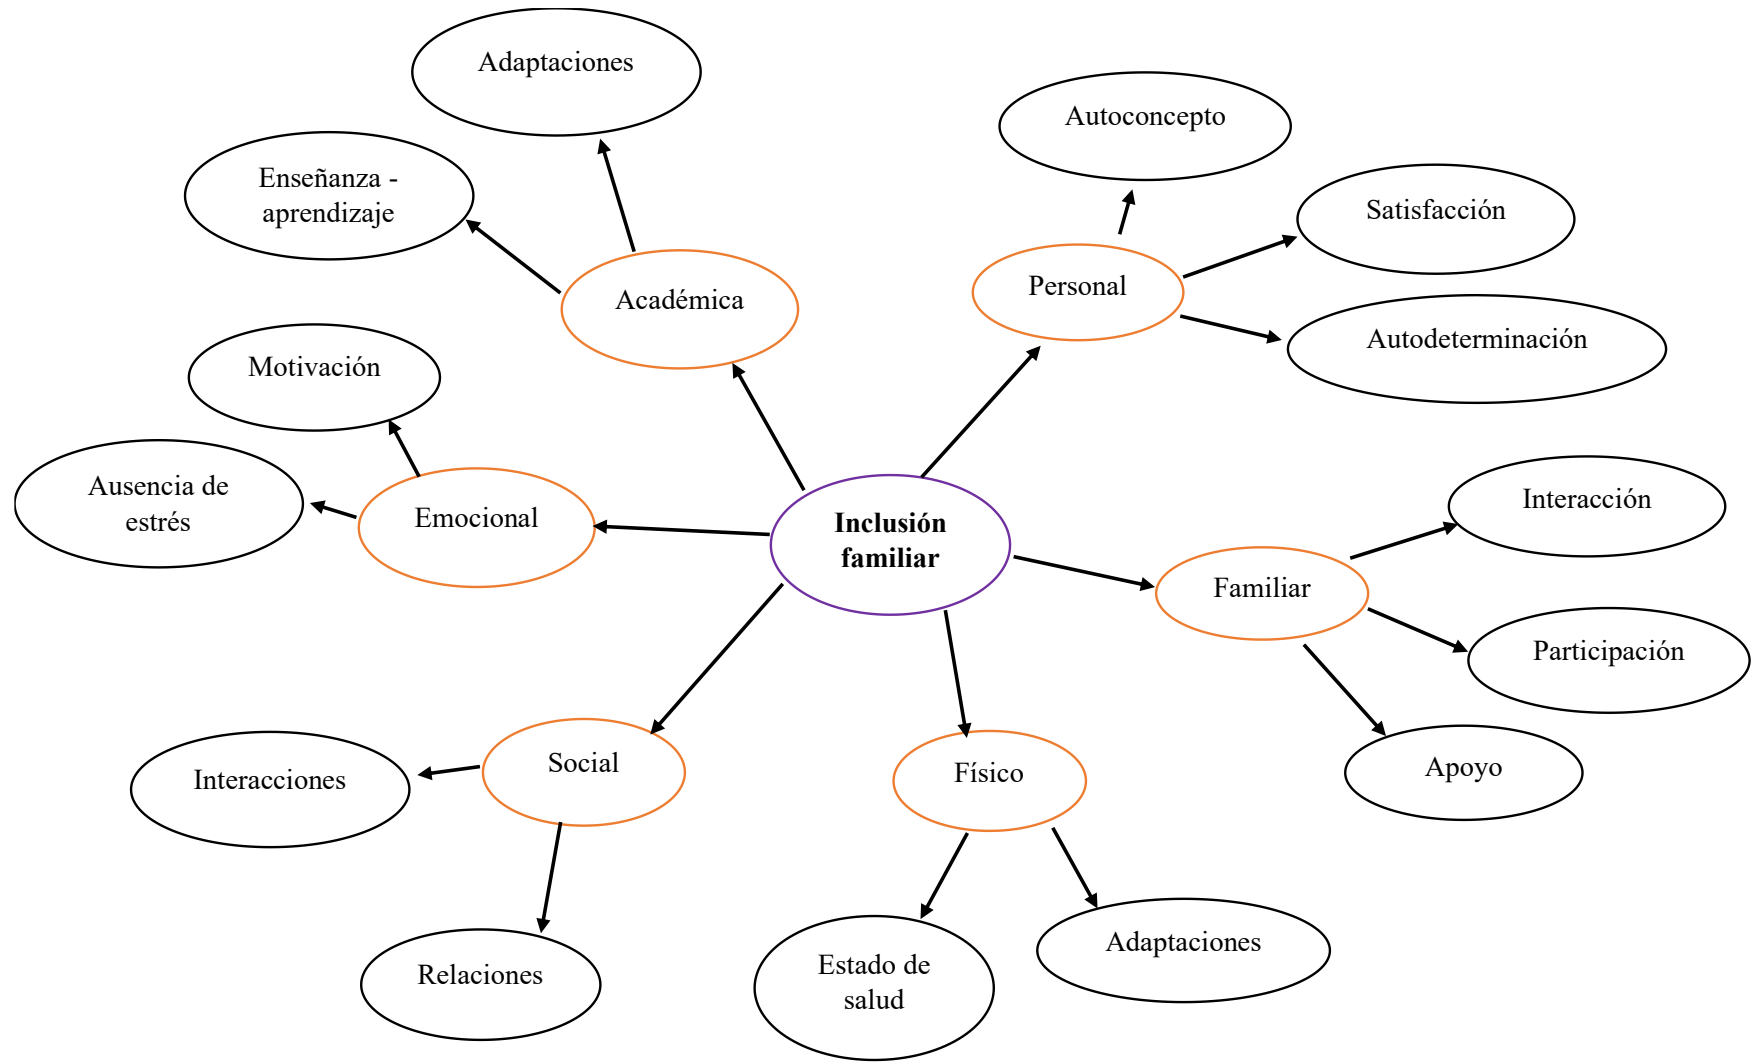 Adaptaciones
Autoconcepto
Enseñanza -
aprendizaje
Satisfacción
Académica
Personal
Autodeterminación
Motivación
Ausencia de
estrés
Emocional
Inclusión
familiar
Interacción
Familiar
Participación
Interacciones
Social
Físico
Apoyo
Relaciones
Estado de
salud
Adaptaciones